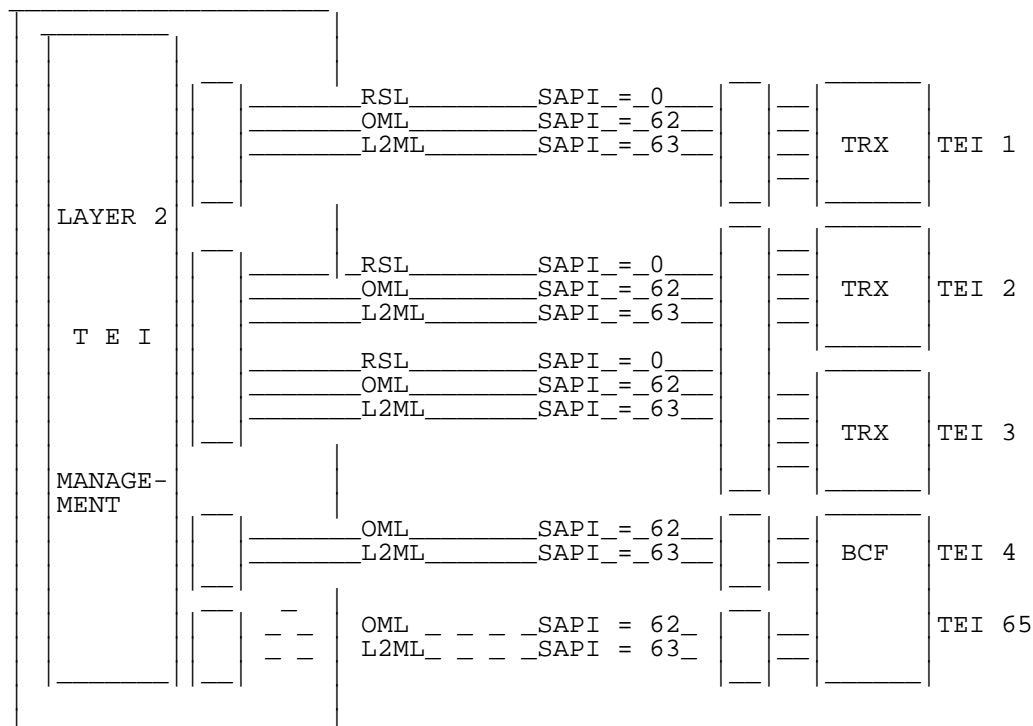 RSL SAPI = 0
OML SAPI = 62
L2ML SAPI = 63 TRX TEI 1
LAYER 2
RSL SAPI = 0
OML SAPI = 62 TRX TEI 2
L2ML SAPI = 63
T E I
RSL SAPI = 0
OML SAPI = 62
L2ML SAPI = 63
TRX TEI 3
MANAGE-
MENT
OML SAPI = 62
L2ML SAPI = 63 BCF TEI 4
OML SAPI = 62 TEI 65
L2ML SAPI = 63